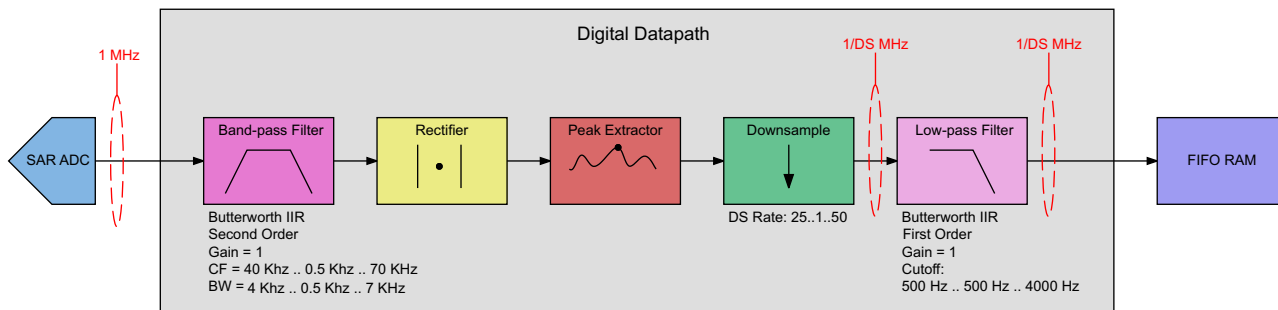 Digital Datapath
1 MHz
1/DS MHz
1/DS MHz
SAR ADC
Band-pass Filter
Rectifier
Peak Extractor
Downsample
Low-pass Filter
FIFO RAM
Butterworth IIR
Second Order
Gain = 1
CF = 40 Khz .. 0.5 Khz .. 70 KHz
BW = 4 Khz .. 0.5 Khz .. 7 KHz
DS Rate: 25..1..50
Butterworth IIR
First Order
Gain = 1
Cutoff:
500 Hz .. 500 Hz .. 4000 Hz